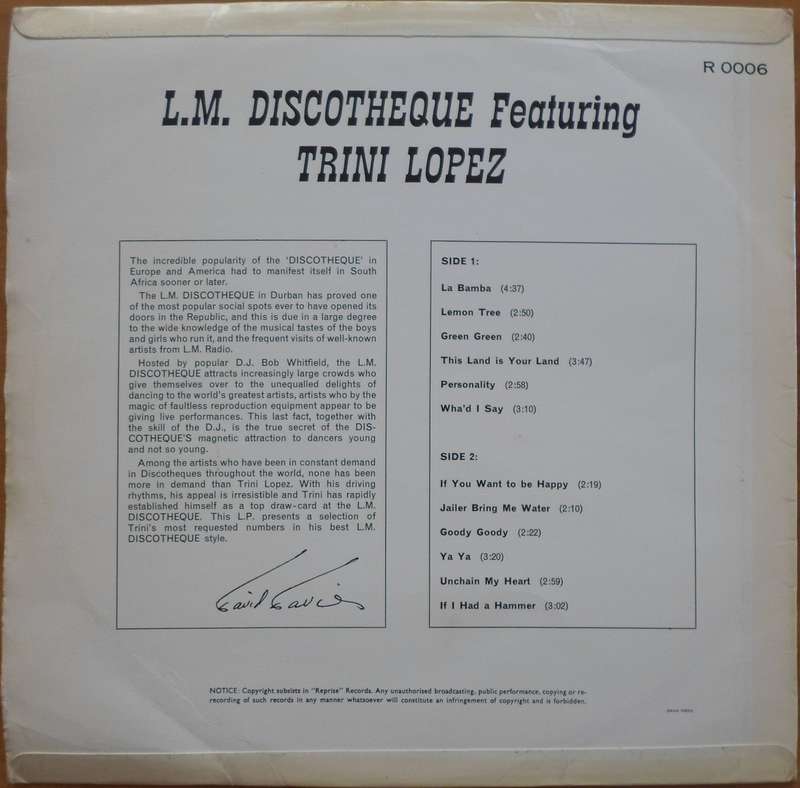 R 0006
L.M. DISCOTHEQUE Featuring
TRINI LOPEZ
The incredible popularity of the 'DISCOTHEQUE' in
Europe and America had to manifest itself in South
Africa sooner or later.
The L.M. DISCOTHEQUE in Durban has proved one
of the most popular social spots ever to have opened its
doors in the Republic, and this is due in a large degree
to the wide knowledge of the musical tastes of the boys
and girls who run it, and the frequent visits of well-known
artists from L.M. Radio.
Hosted by popular D.J. Bob Whitfield, the L.M.
DISCOTHEQUE attracts increasingly large crowds who
give themselves over to the unequalled delights of
dancing to the world's greatest artists, artists who by the
magic of faultless reproduction equipment appear to be
giving live performances. This last fact, together with
the skill of the D.J., is the true secret of the DIS-
COTHEQUE'S magnetic attraction to dancers young
and not so young.
Among the artists who have been in constant demand
in Discotheques throughout the world, none has been
more in demand than Trini Lopez. With his driving
rhythms, his appeal is irresistible and Trini has rapidly
established himself as a top draw-card at the L.M.
DISCOTHEQUE. This L.P. presents a selection of
Trini's most requested numbers in his best L.M.
DISCOTHEQUE style.
David Davies
SIDE 1:
La Bamba (4:37)
Lemon Tree (2:50)
Green Green (2:40)
This Land is Your Land (3:47)
Personality (2:58)
Wha'd I Say (3:10)
SIDE 2:
If You Want to be Happy (2:19)
Jailer Bring Me Water (2:10)
Goody Goody (2:22)
Ya Ya (3:20)
Unchain My Heart (2:59)
If I Had a Hammer (3:02)
NOTICE: Copyright subsists in "Reprise" Records. Any unauthorised broadcasting, public performance, copying or re-
recording of such records in any manner whatsoever will constitute an infringement of copyright and is forbidden.